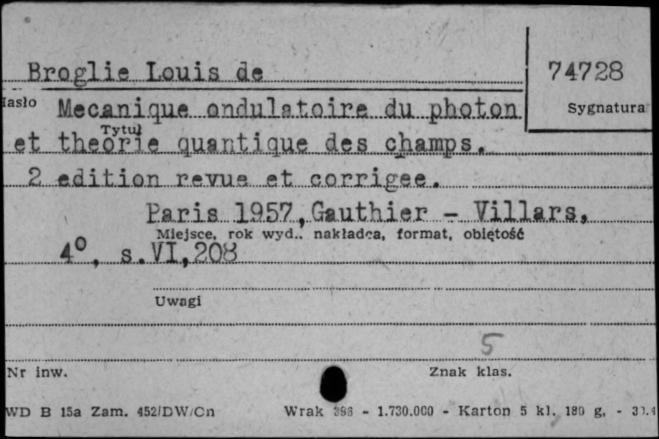 Broglie Louis de 74728
Hasło Mecanique ondulatoire du photon Sygnatura
Tytuł
et theorie quantique des champs.
2 edition revue et corrigee.
Paris 1957, Gauthier - Villars,
Miejsce, rok wyd., nakładca, format, objętość
4°, s.VI,208
Uwagi
5
Nr inw. Znak klas.
WD B 15a Zam. 452/DW/Cn Wrak - 1.730.000 - Karton 5 kl. 180 g, -